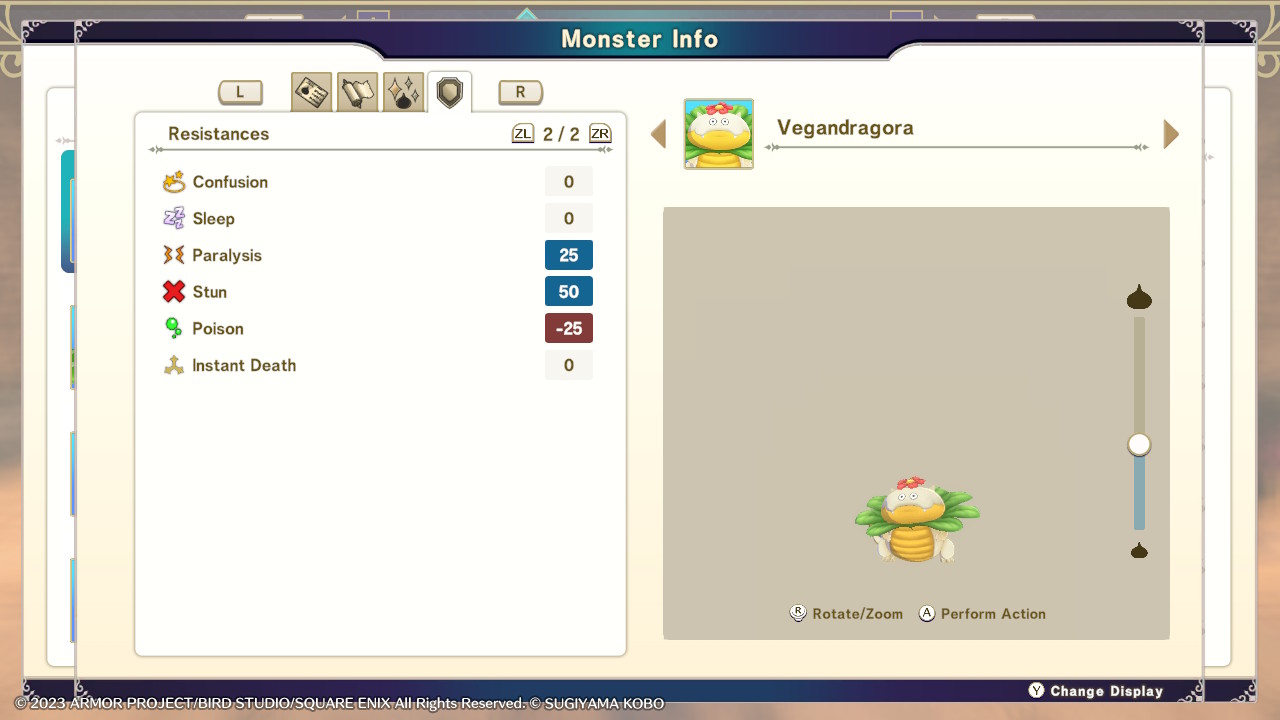 Monster Info
L
R
Resistances
ZL 2 / 2 ZR
Confusion 0
Sleep 0
Paralysis 25
Stun 50
Poison -25
Instant Death 0
Vegandragora
R Rotate/Zoom A Perform Action
Y Change Display
© 2023 ARMOR PROJECT/BIRD STUDIO/SQUARE ENIX All Rights Reserved. © SUGIYAMA KOBO